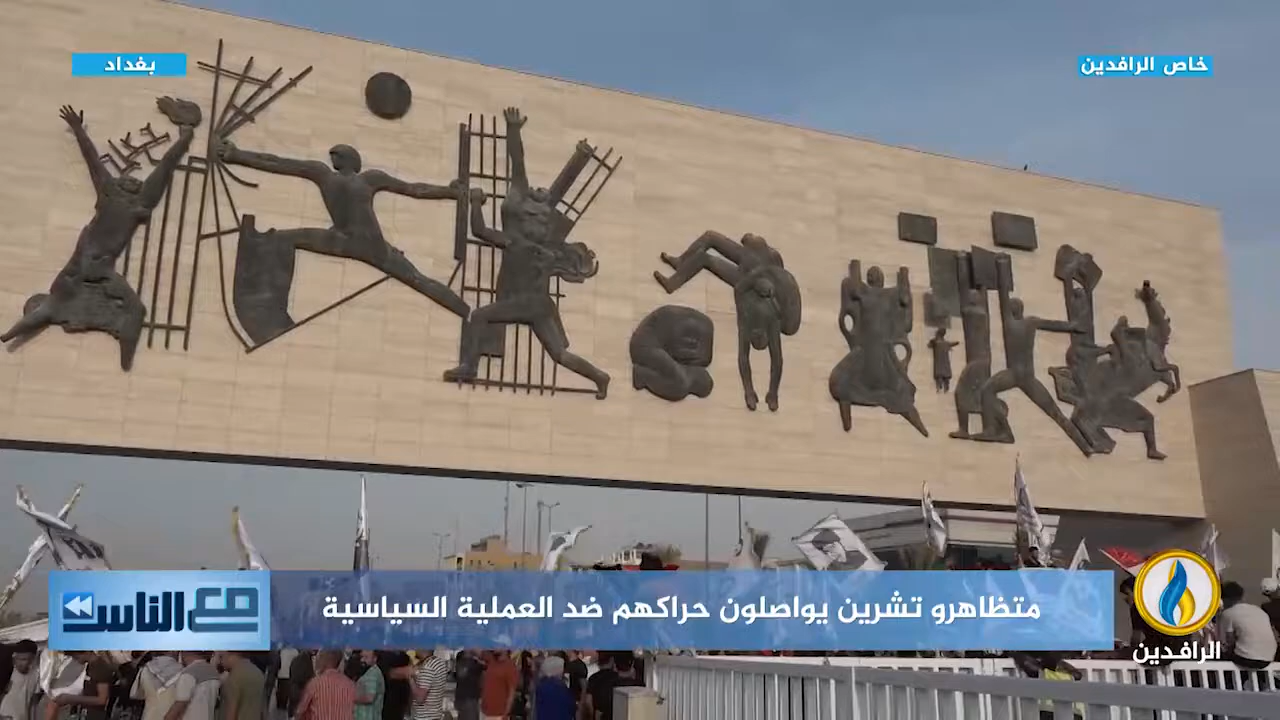 خاص الرافدين
بغداد
متظاهرو تشرين يواصلون حراكهم ضد العملية السياسية
مع الناس
الرافدين